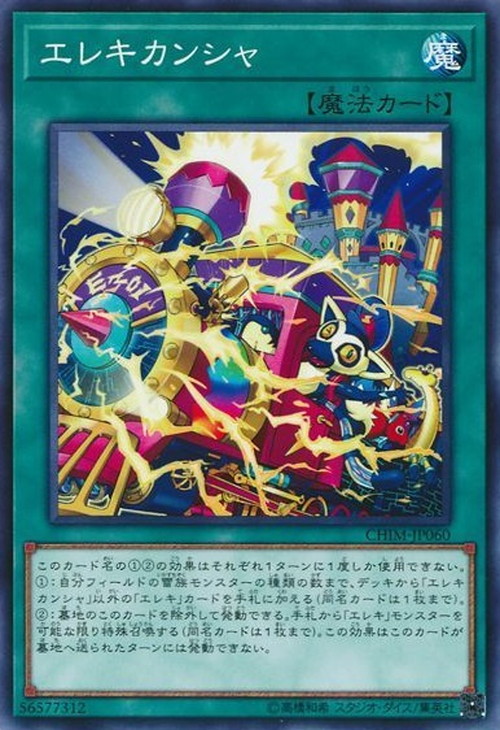 エレキカンシャ
魔
【魔法カード】
CHIM-JP060
このカード名の①②の効果はそれぞれ1ターンに1度しか使用できない。
①：自分フィールドの雷族モンスターの種類の数まで、デッキから「エレキ
カンシャ」以外の「エレキ」カードを手札に加える（同名カードは1枚まで）。
②：墓地のこのカードを除外して発動できる。手札から「エレキ」モンスターを
可能な限り特殊召喚する（同名カードは1枚まで）。この効果はこのカードが
墓地へ送られたターンには発動できない。
56577312
©高橋和希 スタジオ・ダイス/集英社